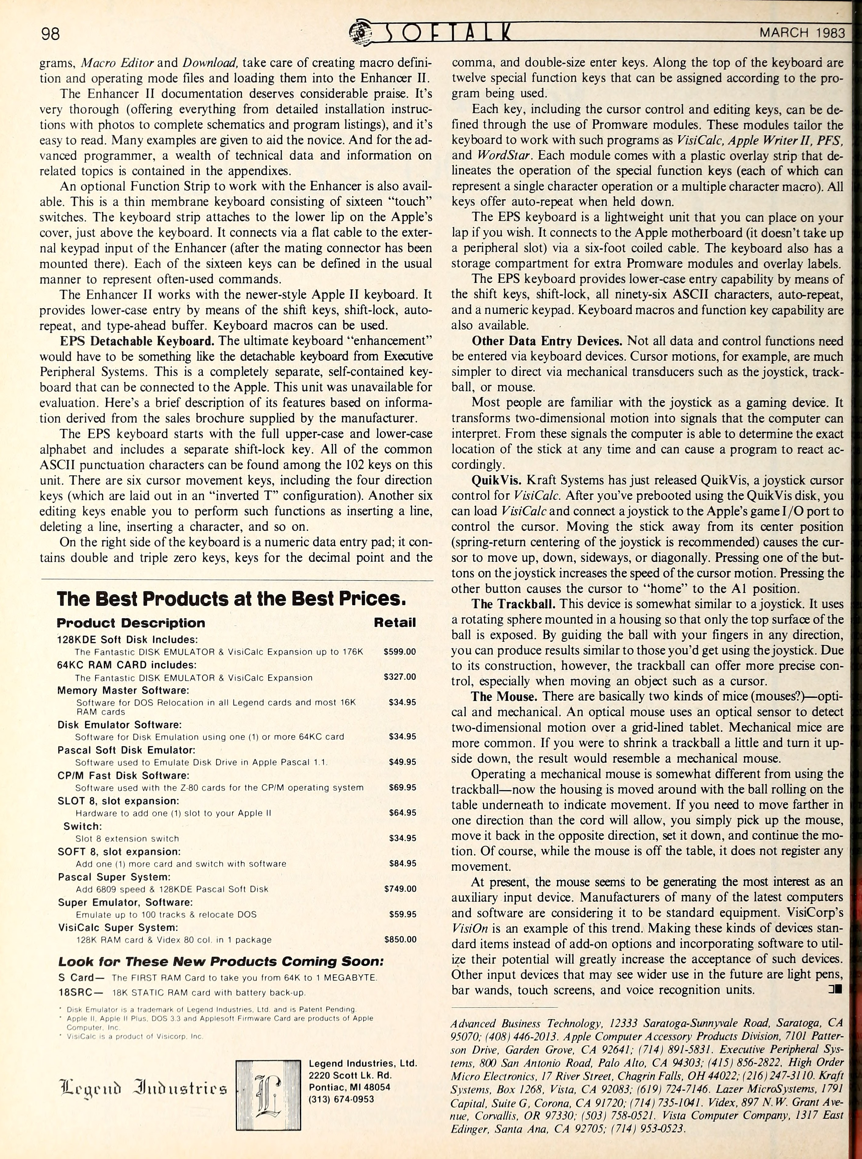 98
SOFTALK
MARCH 1983
grams, Macro Editor and Download, take care of creating macro defini-
tion and operating mode files and loading them into the Enhancer II.
The Enhancer II documentation deserves considerable praise. It's
very thorough (offering everything from detailed installation instruc-
tions with photos to complete schematics and program listings), and it's
easy to read. Many examples are given to aid the novice. And for the ad-
vanced programmer, a wealth of technical data and information on
related topics is contained in the appendixes.
An optional Function Strip to work with the Enhancer is also avail-
able. This is a thin membrane keyboard consisting of sixteen "touch"
switches. The keyboard strip attaches to the lower lip on the Apple's
cover, just above the keyboard. It connects via a flat cable to the exter-
nal keypad input of the Enhancer (after the mating connector has been
mounted there). Each of the sixteen keys can be defined in the usual
manner to represent often-used commands.
The Enhancer II works with the newer-style Apple II keyboard. It
provides lower-case entry by means of the shift keys, shift-lock, auto-
repeat, and type-ahead buffer. Keyboard macros can be used.
EPS Detachable Keyboard. The ultimate keyboard "enhancement"
would have to be something like the detachable keyboard from Executive
Peripheral Systems. This is a completely separate, self-contained key-
board that can be connected to the Apple. This unit was unavailable for
evaluation. Here's a brief description of its features based on informa-
tion derived from the sales brochure supplied by the manufacturer.
The EPS keyboard starts with the full upper-case and lower-case
alphabet and includes a separate shift-lock key. All of the common
ASCII punctuation characters can be found among the 102 keys on this
unit. There are six cursor movement keys, including the four direction
keys (which are laid out in an "inverted T" configuration). Another six
editing keys enable you to perform such functions as inserting a line,
deleting a line, inserting a character, and so on.
On the right side of the keyboard is a numeric data entry pad; it con-
tains double and triple zero keys, keys for the decimal point and the
comma, and double-size enter keys. Along the top of the keyboard are
twelve special function keys that can be assigned according to the pro-
gram being used.
Each key, including the cursor control and editing keys, can be de-
fined through the use of Promware modules. These modules tailor the
keyboard to work with such programs as VisiCalc, Apple Writer II, PFS,
and WordStar. Each module comes with a plastic overlay strip that de-
lineates the operation of the special function keys (each of which can
represent a single character operation or a multiple character macro). All
keys offer auto-repeat when held down.
The EPS keyboard is a lightweight unit that you can place on your
lap if you wish. It connects to the Apple motherboard (it doesn't take up
a peripheral slot) via a six-foot coiled cable. The keyboard also has a
storage compartment for extra Promware modules and overlay labels.
The EPS keyboard provides lower-case entry capability by means of
the shift keys, shift-lock, all ninety-six ASCII characters, auto-repeat,
and a numeric keypad. Keyboard macros and function key capability are
also available.
Other Data Entry Devices. Not all data and control functions need
be entered via keyboard devices. Cursor motions, for example, are much
simpler to direct via mechanical transducers such as the joystick, track-
ball, or mouse.
Most people are familiar with the joystick as a gaming device. It
transforms two-dimensional motion into signals that the computer can
interpret. From these signals the computer is able to determine the exact
location of the stick at any time and can cause a program to react ac-
cordingly.
QuikVis. Kraft Systems has just released QuikVis, a joystick cursor
control for VisiCalc. After you've prebooted using the QuikVis disk, you
can load VisiCalc and connect a joystick to the Apple's game I/O port to
control the cursor. Moving the stick away from its center position
(spring-return centering of the joystick is recommended) causes the cur-
sor to move up, down, sideways, or diagonally. Pressing one of the but-
tons on the joystick increases the speed of the cursor motion. Pressing the
other button causes the cursor to "home" to the A1 position.
The Trackball. This device is somewhat similar to a joystick. It uses
a rotating sphere mounted in a housing so that only the top surface of the
ball is exposed. By guiding the ball with your fingers in any direction,
you can produce results similar to those you'd get using the joystick. Due
to its construction, however, the trackball can offer more precise con-
trol, especially when moving an object such as a cursor.
The Mouse. There are basically two kinds of mice (mouses?)—opti-
cal and mechanical. An optical mouse uses an optical sensor to detect
two-dimensional motion over a grid-lined tablet. Mechanical mice are
more common. If you were to shrink a trackball a little and turn it up-
side down, the result would resemble a mechanical mouse.
Operating a mechanical mouse is somewhat different from using the
trackball—now the housing is moved around with the ball rolling on the
table underneath to indicate movement. If you need to move farther in
one direction than the cord will allow, you simply pick up the mouse,
move it back in the opposite direction, set it down, and continue the mo-
tion. Of course, while the mouse is off the table, it does not register any
movement.
At present, the mouse seems to be generating the most interest as an
auxiliary input device. Manufacturers of many of the latest computers
and software are considering it to be standard equipment. VisiCorp's
VisiOn is an example of this trend. Making these kinds of devices stan-
dard items instead of add-on options and incorporating software to util-
ize their potential will greatly increase the acceptance of such devices.
Other input devices that may see wider use in the future are light pens,
bar wands, touch screens, and voice recognition units.
Advanced Business Technology, 12333 Saratoga-Sunnyvale Road, Saratoga, CA
95070; (408) 446-2013. Apple Computer Accessory Products Division, 7101 Patter-
son Drive, Garden Grove, CA 92641; (714) 891-5831. Executive Peripheral Sys-
tems, 800 San Antonio Road, Palo Alto, CA 94303; (415) 856-2822. High Order
Micro Electronics, 17 River Street, Chagrin Falls, OH 44022; (216) 247-3110. Kraft
Systems, Box 1268, Vista, CA 92083; (619) 724-7146. Lazer MicroSystems, 1791
Capital, Suite G, Corona, CA 91720; (714) 735-1041. Videx, 897 N.W. Grant Ave-
nue, Corvallis, OR 97330; (503) 758-0521. Vista Computer Company, 1317 East
Edinger, Santa Ana, CA 92705; (714) 953-0523.
The Best Products at the Best Prices.
Product Description Retail
128KDE Soft Disk Includes:
The Fantastic DISK EMULATOR & VisiCalc Expansion up to 176K $599.00
64KC RAM CARD includes:
The Fantastic DISK EMULATOR & VisiCalc Expansion $327.00
Memory Master Software:
Software for DOS Relocation in all Legend cards and most 16K $34.95
RAM cards
Disk Emulator Software:
Software for Disk Emulation using one (1) or more 64KC card $34.95
Pascal Soft Disk Emulator:
Software used to Emulate Disk Drive in Apple Pascal 1.1. $49.95
CP/M Fast Disk Software:
Software used with the Z-80 cards for the CP/M operating system $69.95
SLOT 8, slot expansion:
Hardware to add one (1) slot to your Apple II $64.95
Switch:
Slot 8 extension switch $34.95
SOFT 8, slot expansion:
Add one (1) more card and switch with software $84.95
Pascal Super System:
Add 6809 speed & 128KDE Pascal Soft Disk $749.00
Super Emulator, Software:
Emulate up to 100 tracks & relocate DOS $59.95
VisiCalc Super System:
128K RAM card & Videx 80 col. in 1 package $850.00
Look for These New Products Coming Soon:
S Card— The FIRST RAM Card to take you from 64K to 1 MEGABYTE.
18SRC— 18K STATIC RAM card with battery back-up.
* Disk Emulator is a trademark of Legend Industries, Ltd. and is Patent Pending.
* Apple II, Apple II Plus, DOS 3.3 and Applesoft Firmware Card are products of Apple
Computer, Inc.
* VisiCalc is a product of Visicorp, Inc.
Legend Industries
L
Legend Industries, Ltd.
2220 Scott Lk. Rd.
Pontiac, MI 48054
(313) 674-0953